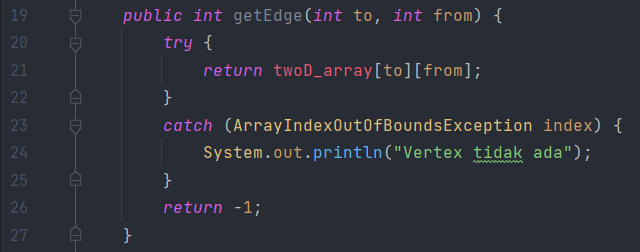 19 public int getEdge(int to, int from) {
20 try {
21 return twoD_array[to][from];
22 }
23 catch (ArrayIndexOutOfBoundsException index) {
24 System.out.println("Vertex tidak ada");
25 }
26 return -1;
27 }